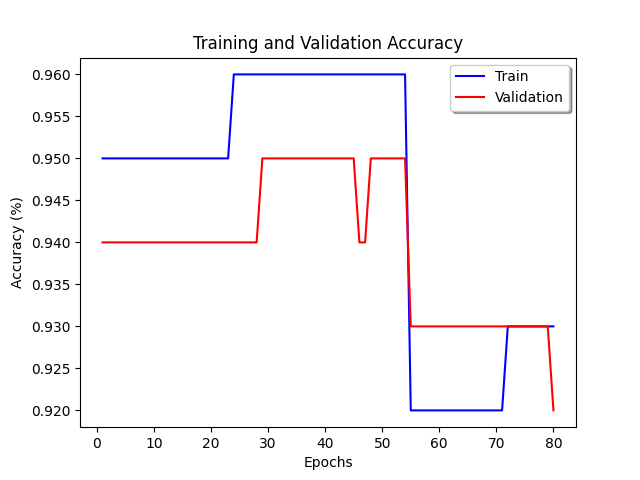 Training and Validation Accuracy
Train
Validation
0.960
0.955
0.950
0.945
0.940
0.935
0.930
0.925
0.920
Accuracy (%)
0 10 20 30 40 50 60 70 80
Epochs